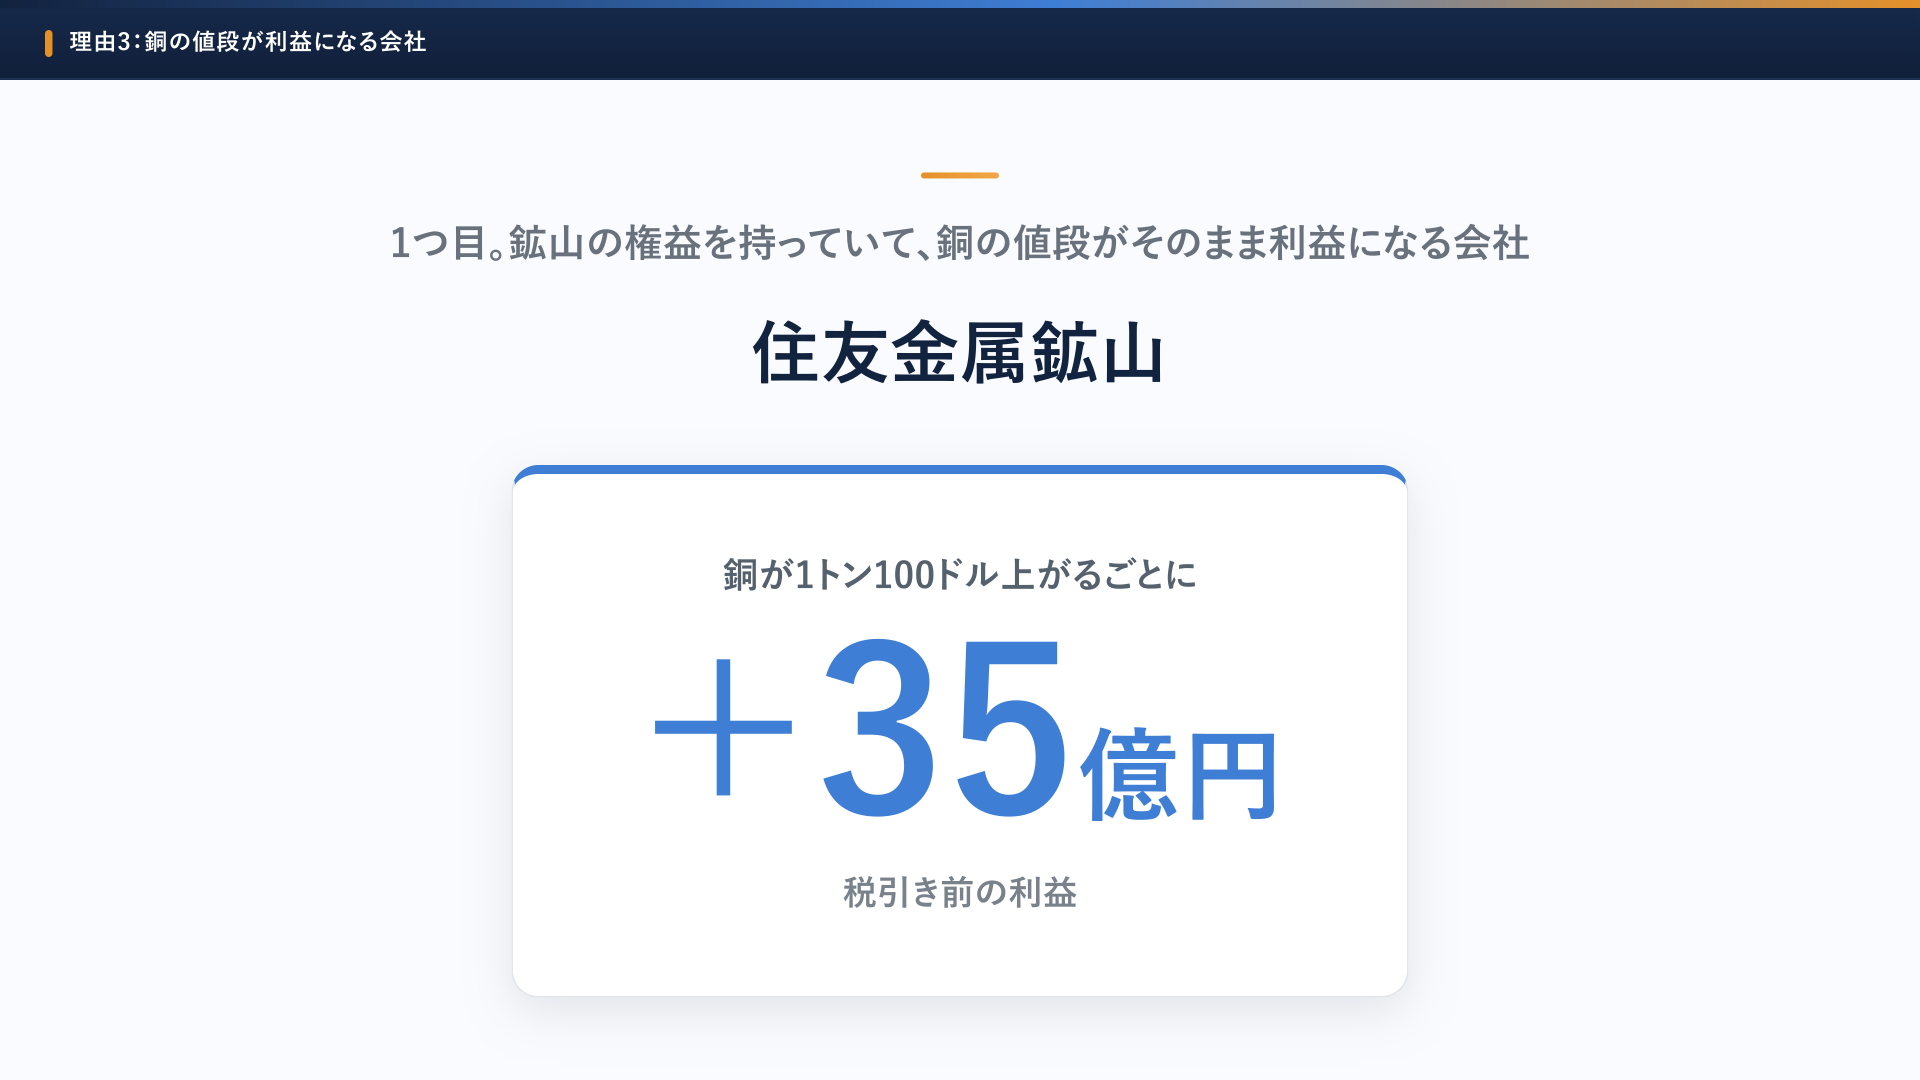 理由3：銅の値段が利益になる会社
1つ目。鉱山の権益を持っていて、銅の値段がそのまま利益になる会社
住友金属鉱山
銅が1トン100ドル上がるごとに
＋35億円
税引き前の利益